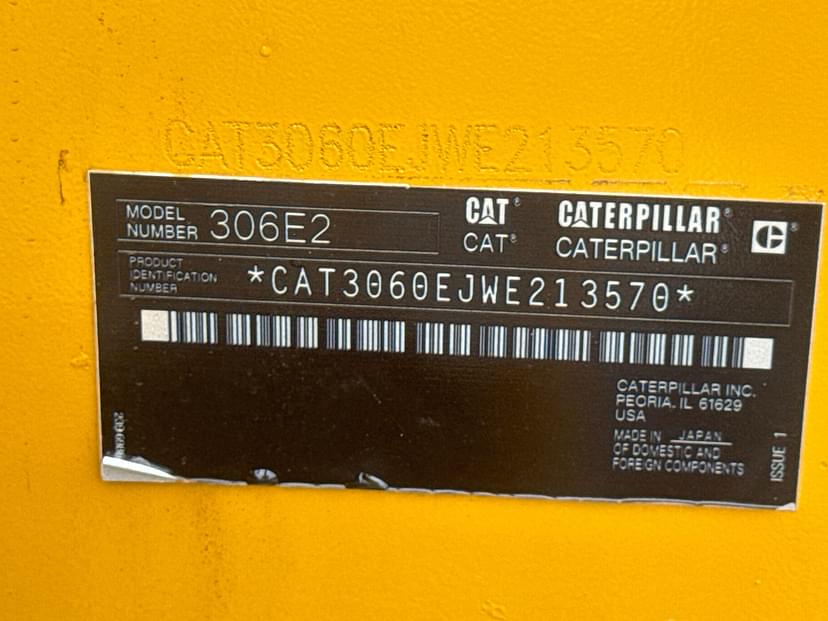 CAT3060EJWE213570
MODEL NUMBER 306E2
CAT® CATERPILLAR®
CAT® CATERPILLAR®
PRODUCT IDENTIFICATION NUMBER *CAT3060EJWE213570*
CATERPILLAR INC.
PEORIA, IL 61629
USA
MADE IN JAPAN
OF DOMESTIC AND
FOREIGN COMPONENTS
ISSUE 1